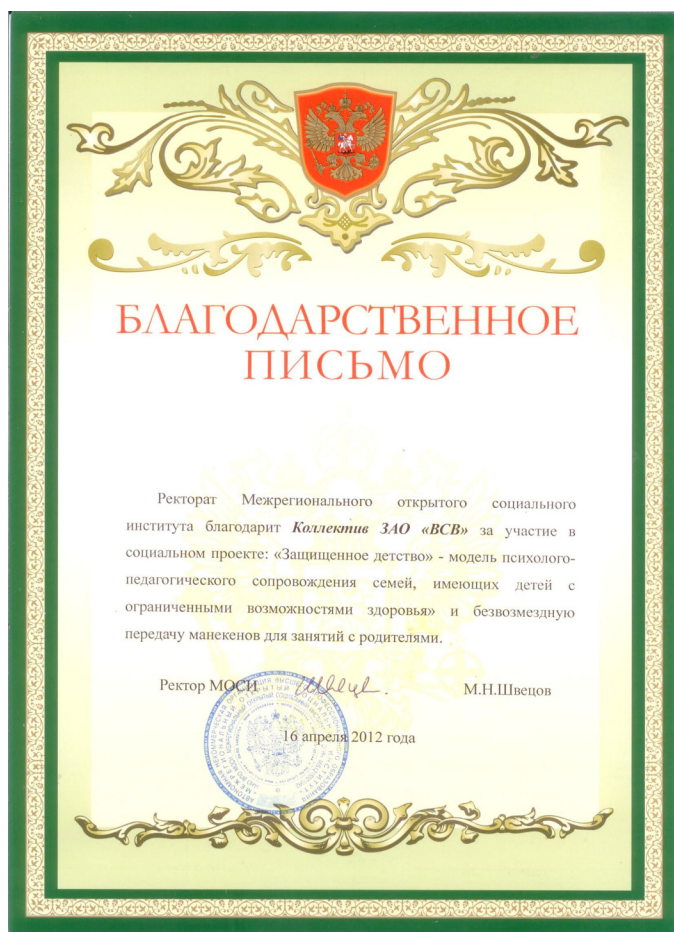 БЛАГОДАРСТВЕННОЕ
ПИСЬМО
Ректорат Межрегионального открытого социального
института благодарит Коллектив ЗАО «ВСВ» за участие в
социальном проекте: «Защищенное детство» - модель психолого-
педагогического сопровождения семей, имеющих детей с
ограниченными возможностями здоровья» и безвозмездную
передачу манекенов для занятий с родителями.
Ректор МОСИ М.Н.Швецов
16 апреля 2012 года